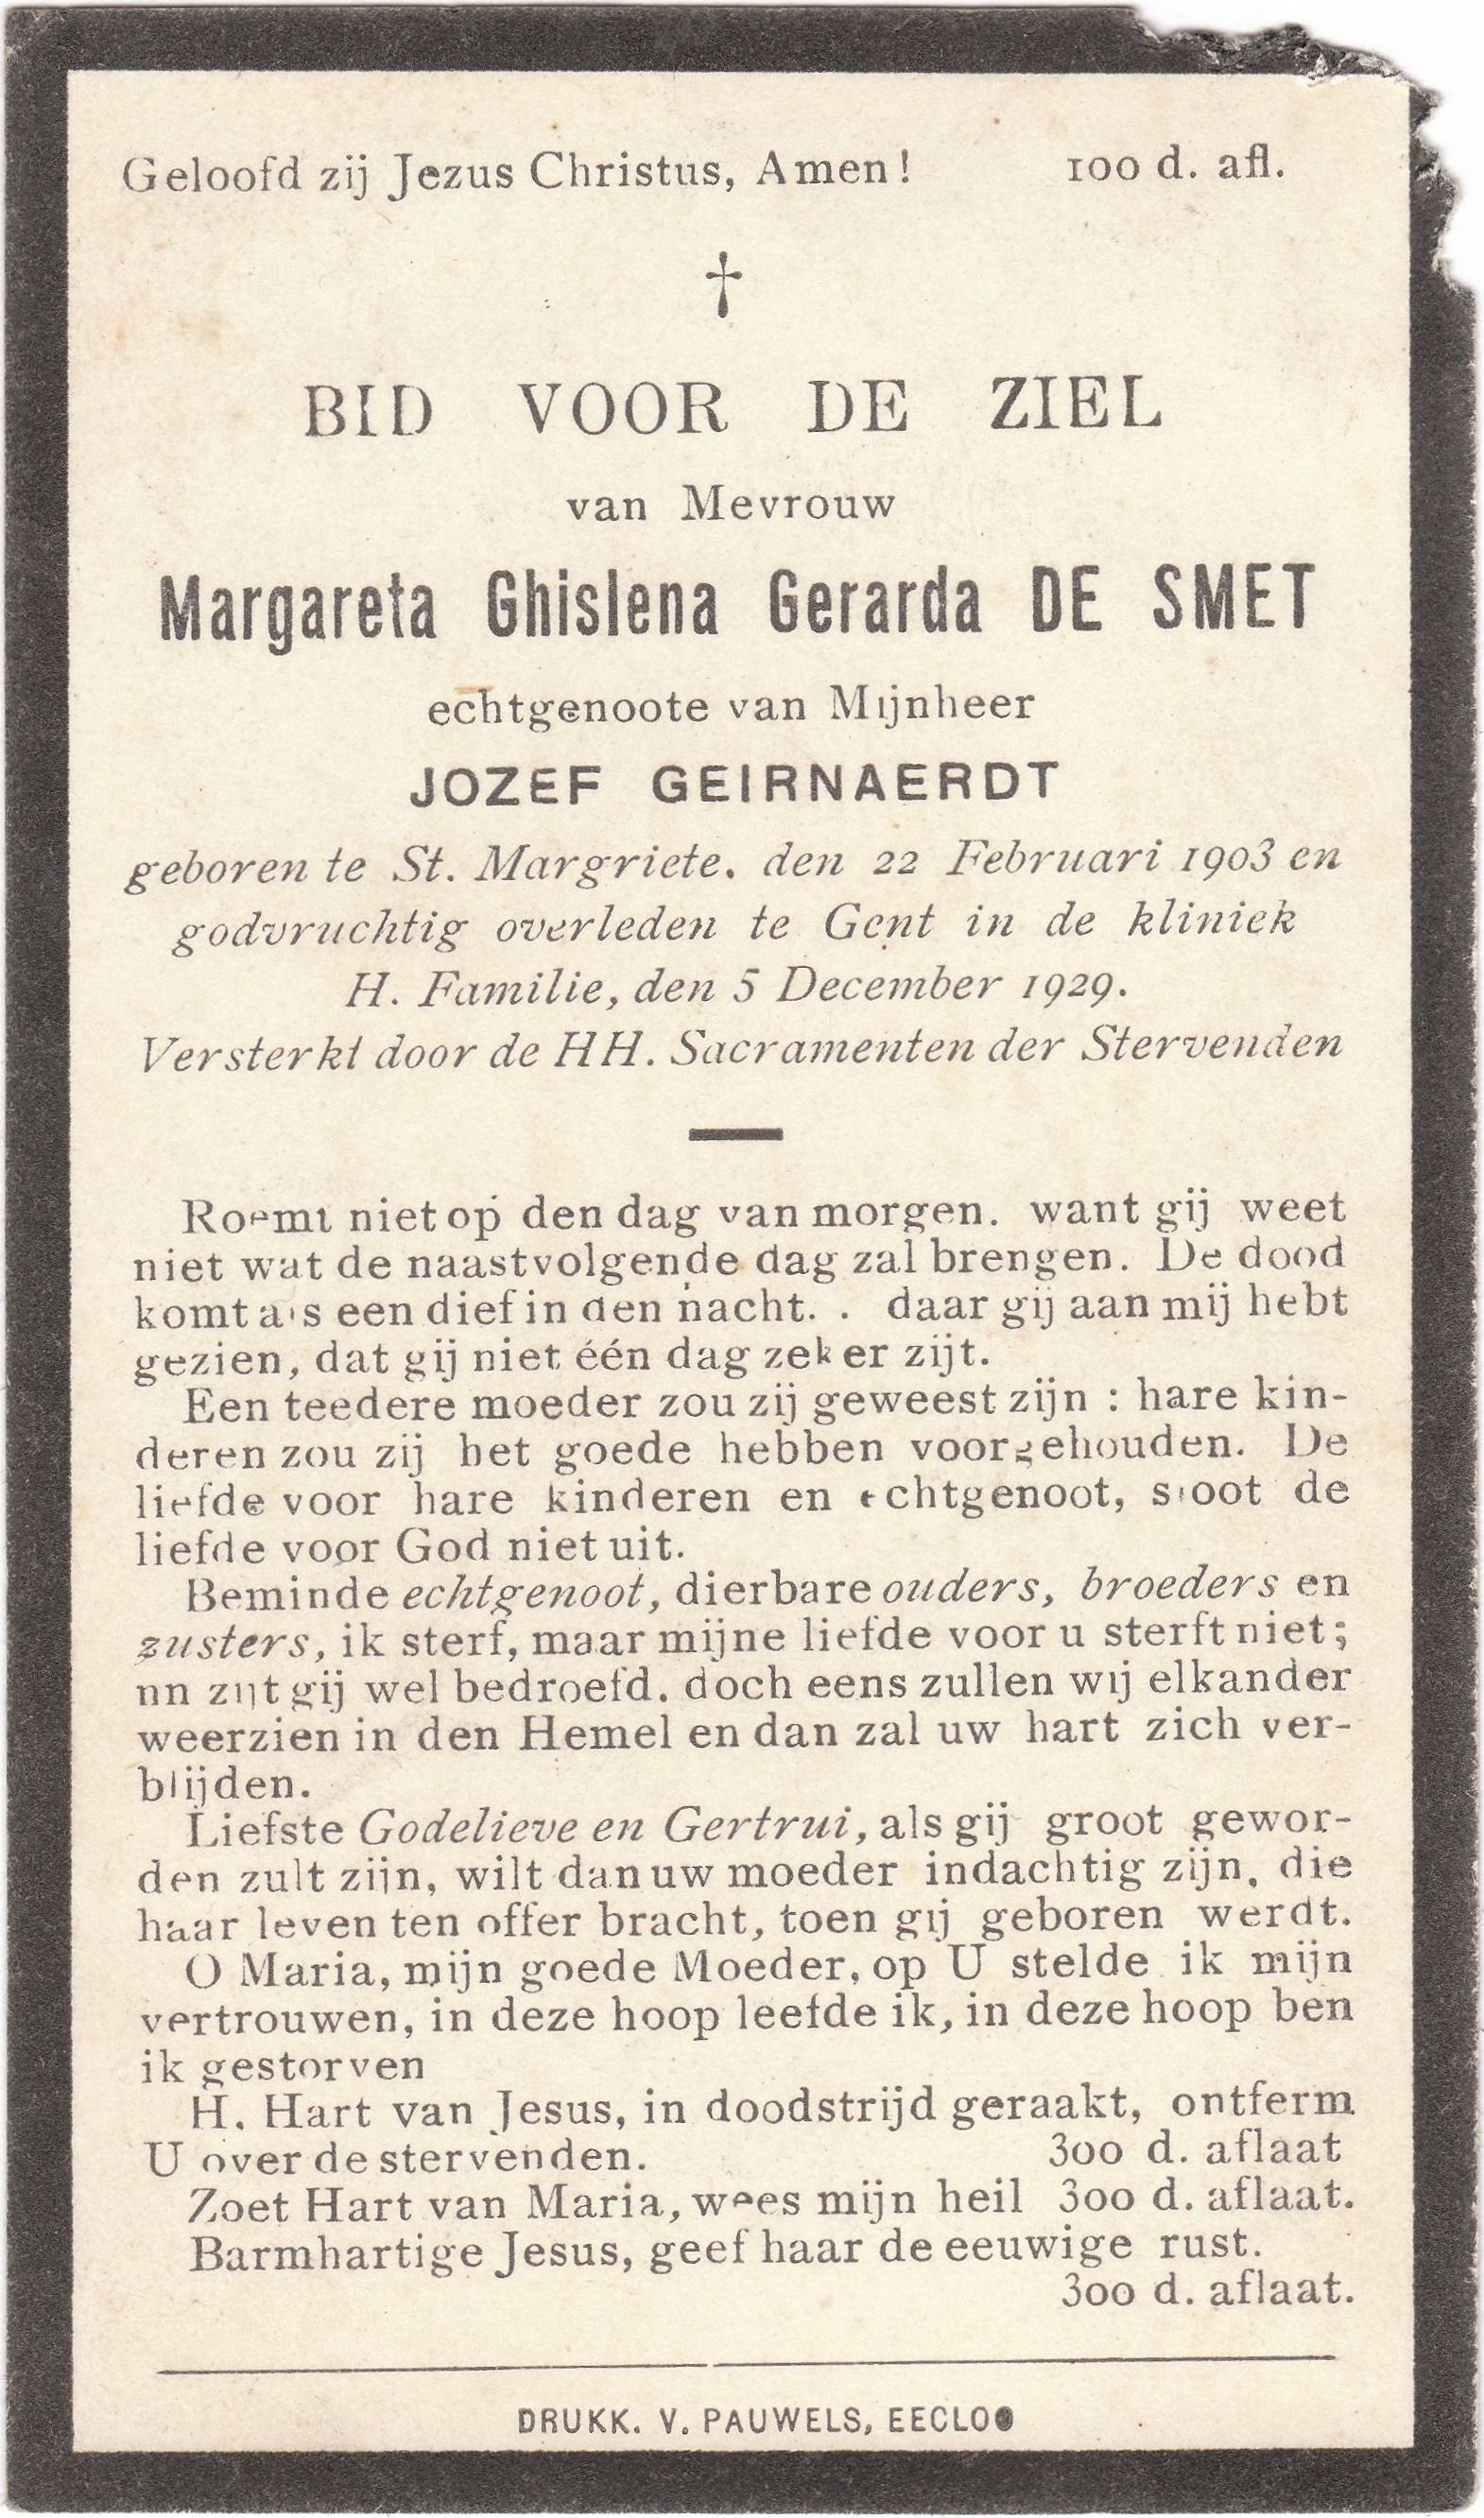 Geloofd zij Jezus Christus, Amen! 100 d. afl.
†
BID VOOR DE ZIEL
van Mevrouw
Margareta Ghislena Gerarda DE SMET
echtgenoote van Mijnheer
JOZEF GEIRNAERDT
geboren te St. Margriete. den 22 Februari 1903 en
godvruchtig overleden te Gent in de kliniek
H. Familie, den 5 December 1929.
Versterkt door de HH. Sacramenten der Stervenden
Roemt niet op den dag van morgen. want gij weet
niet wat de naastvolgende dag zal brengen. De dood
komt als een dief in den nacht. . daar gij aan mij hebt
gezien, dat gij niet één dag zeker zijt.
Een teedere moeder zou zij geweest zijn : hare kin-
deren zou zij het goede hebben voorgehouden. De
liefde voor hare kinderen en echtgenoot, sloot de
liefde voor God niet uit.
Beminde echtgenoot, dierbare ouders, broeders en
zusters, ik sterf, maar mijne liefde voor u sterft niet;
nn zijt gij wel bedroefd. doch eens zullen wij elkander
weerzien in den Hemel en dan zal uw hart zich ver-
blijden.
Liefste Godelieve en Gertrui, als gij groot gewor-
den zult zijn, wilt dan uw moeder indachtig zijn, die
haar leven ten offer bracht, toen gij geboren werdt.
O Maria, mijn goede Moeder, op U stelde ik mijn
vertrouwen, in deze hoop leefde ik, in deze hoop ben
ik gestorven
H. Hart van Jesus, in doodstrijd geraakt, ontferm
U over de stervenden. 300 d. aflaat
Zoet Hart van Maria, wees mijn heil 300 d. aflaat.
Barmhartige Jesus, geef haar de eeuwige rust.
300 d. aflaat.
DRUKK. V. PAUWELS, EECLOO